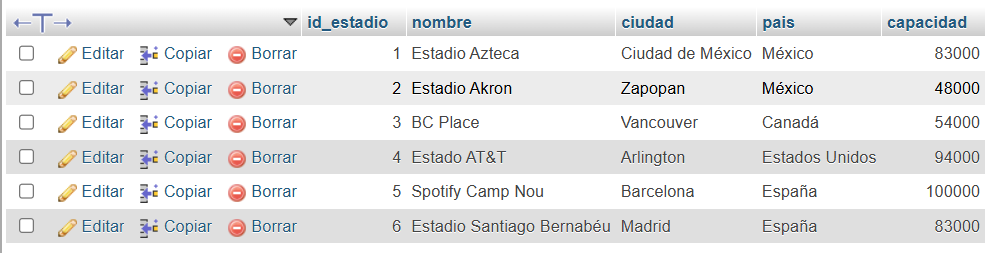 id_estadio nombre ciudad pais capacidad
Editar Copiar Borrar 1 Estadio Azteca Ciudad de México México 83000
Editar Copiar Borrar 2 Estadio Akron Zapopan México 48000
Editar Copiar Borrar 3 BC Place Vancouver Canadá 54000
Editar Copiar Borrar 4 Estado AT&T Arlington Estados Unidos 94000
Editar Copiar Borrar 5 Spotify Camp Nou Barcelona España 100000
Editar Copiar Borrar 6 Estadio Santiago Bernabéu Madrid España 83000